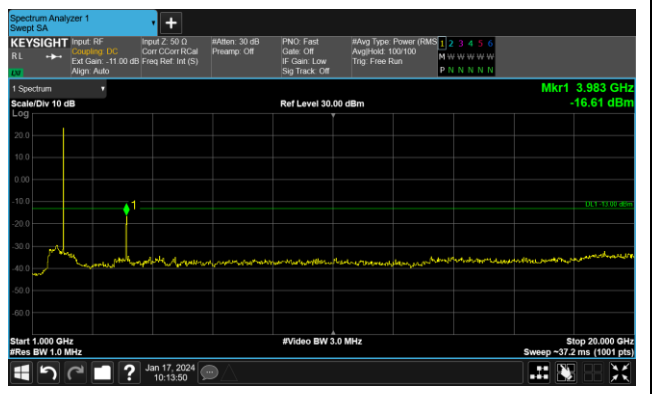 Spectrum Analyzer 1
Swept SA
+
KEYSIGHT Input: RF Input Z: 50 Ω #Atten: 30 dB PNO: Fast #Avg Type: Power (RMS 1 2 3 4 5 6
R L Coupling: DC Corr CCorr RCal Preamp: Off Gate: Off Avg|Hold: 100/100 M W W W W W
Ext Gain: -11.00 dB Freq Ref: Int (S) IF Gain: Low Trig: Free Run
LW Align: Auto Sig Track: Off P N N N N N
1 Spectrum Mkr1 3.983 GHz
Scale/Div 10 dB Ref Level 30.00 dBm -16.61 dBm
Log
20.0
10.0
0.00
-10.0 1 DL1 -13.00 dBm
-20.0
-30.0
-40.0
-50.0
-60.0
Start 1.000 GHz #Video BW 3.0 MHz Stop 20.000 GHz
#Res BW 1.0 MHz Sweep ~37.2 ms (1001 pts)
? Jan 17, 2024
10:13:50